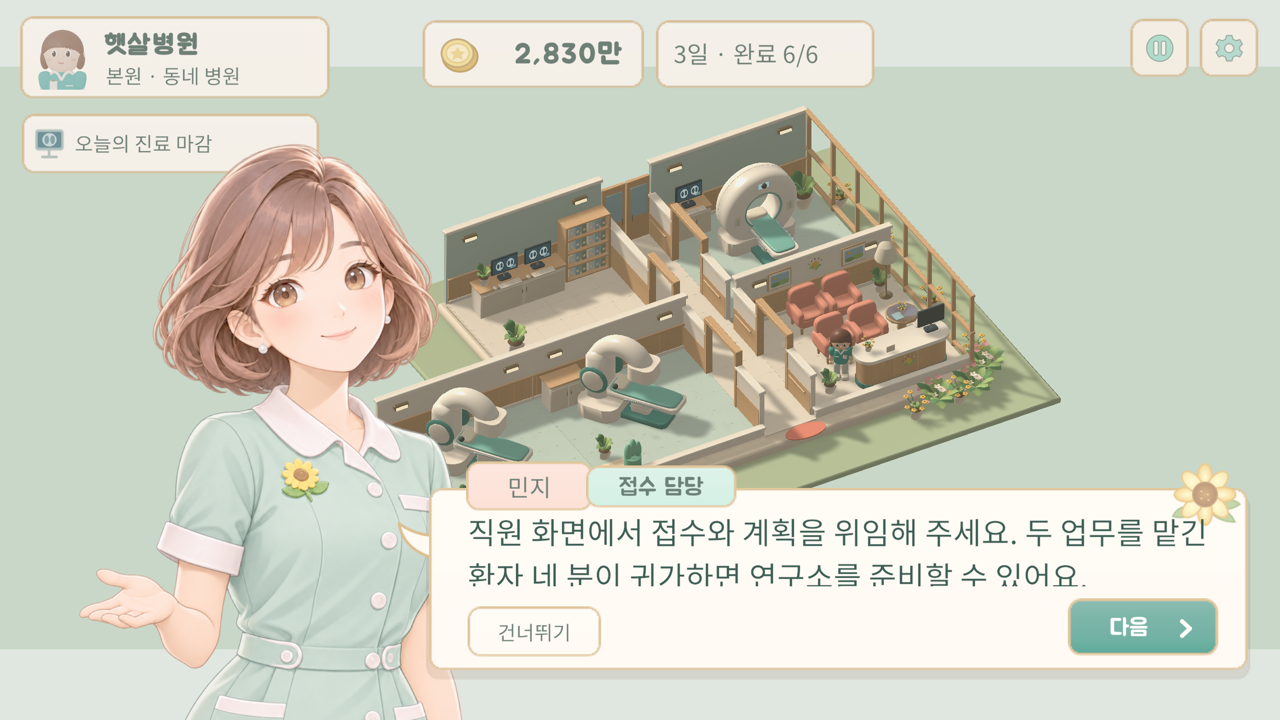 햇살병원
본원 · 동네 병원
2,830만
3일 · 완료 6/6
오늘의 진료 마감
민지
접수 담당
직원 화면에서 접수와 계획을 위임해 주세요. 두 업무를 맡긴
환자 네 분이 귀가하면 연구소를 준비할 수 있어요.
건너뛰기
다음